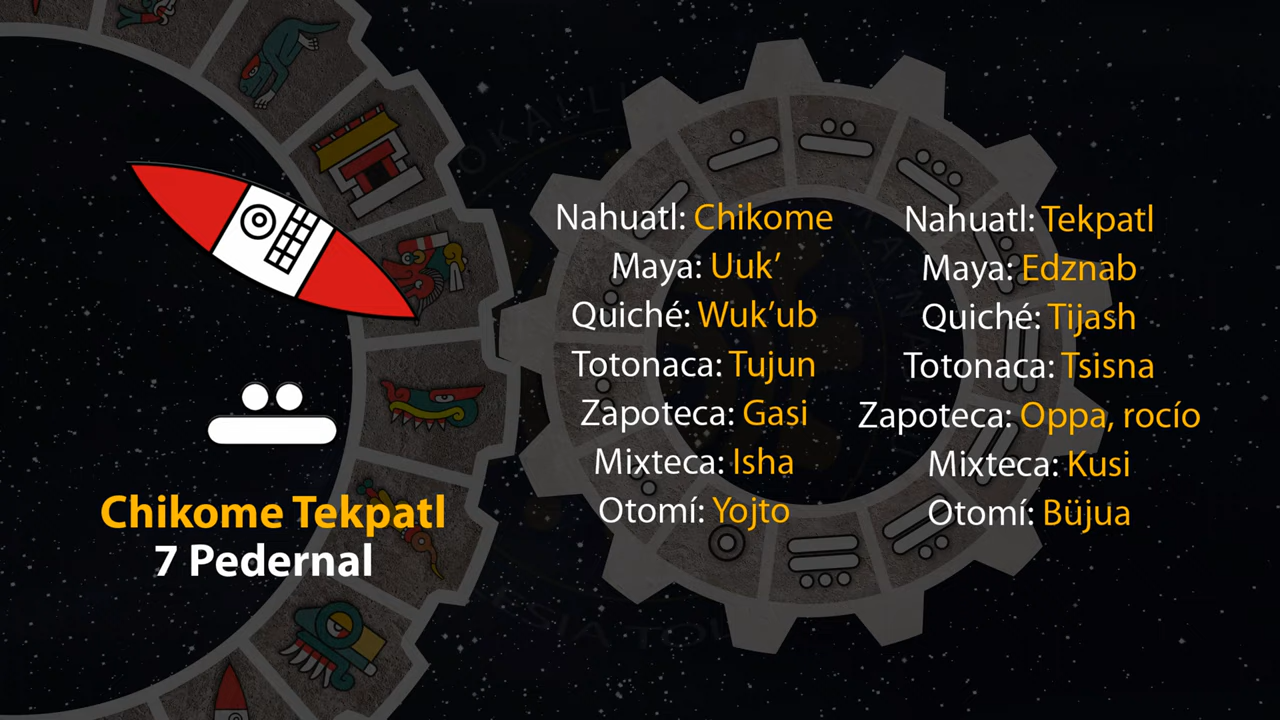 Nahuatl: Chikome
Maya: Uuk’
Quiché: Wuk’ub
Totonaca: Tujun
Zapoteca: Gasi
Mixteca: Isha
Otomí: Yojto
Nahuatl: Tekpatl
Maya: Edznab
Quiché: Tijash
Totonaca: Tsisna
Zapoteca: Oppa, rocío
Mixteca: Kusi
Otomí: Büjua
Chikome Tekpatl
7 Pedernal